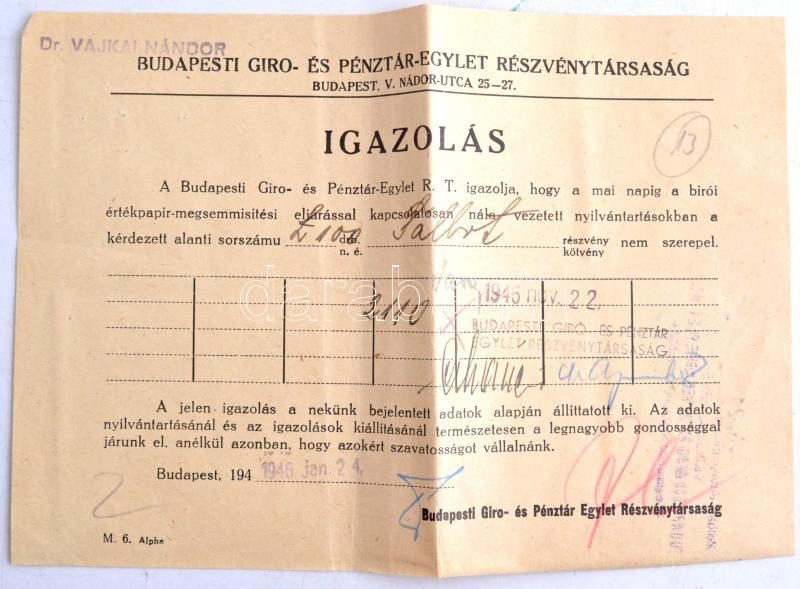 Dr. VAJKAI NÁNDOR
BUDAPESTI GIRO- ÉS PÉNZTÁR-EGYLET RÉSZVÉNYTÁRSASÁG
BUDAPEST, V. NÁDOR-UTCA 25—27.
IGAZOLÁS
13
A Budapesti Giro- és Pénztár-Egylet R. T. igazolja, hogy a mai napig a birói
értékpapir-megsemmisitési eljárással kapcsolatosan nála vezetett nyilvántartásokban a
kérdezett alanti sorszámu £ 100 drb. n. é. Talbot részvény kötvény nem szerepel.
1946 NOV. 22.
BUDAPESTI GIRO- ÉS PÉNZTÁR
EGYLET RÉSZVÉNYTÁRSASÁG
A jelen igazolás a nekünk bejelentett adatok alapján állittatott ki. Az adatok
nyilvántartásánál és az igazolások kiállitásánál természetesen a legnagyobb gondossággal
járunk el, anélkül azonban, hogy azokért szavatosságot vállalnánk.
Budapest, 194 1946 jan. 24.
Budapesti Giro- és Pénztár Egylet Részvénytársaság
M. 6. Alpha